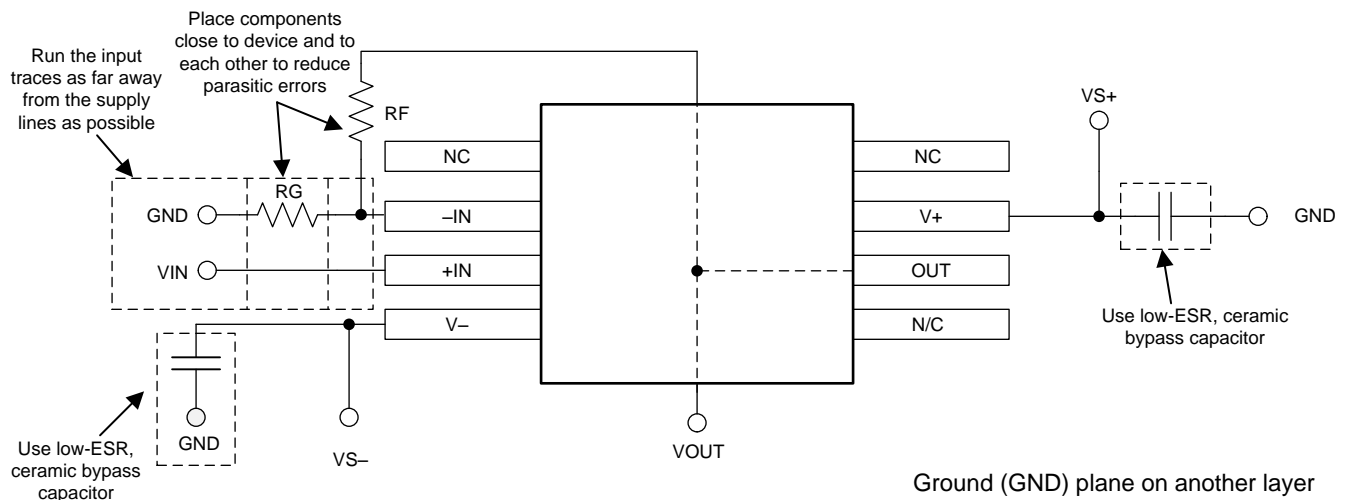 Place components
close to device and to
each other to reduce
parasitic errors
Run the input
traces as far away
from the supply
lines as possible
RF
VS+
NC
NC
RG
GND
–IN
V+
GND
VIN
+IN
OUT
V–
N/C
Use low-ESR, ceramic
bypass capacitor
GND
VS–
VOUT
Use low-ESR,
ceramic bypass
capacitor
Ground (GND) plane on another layer